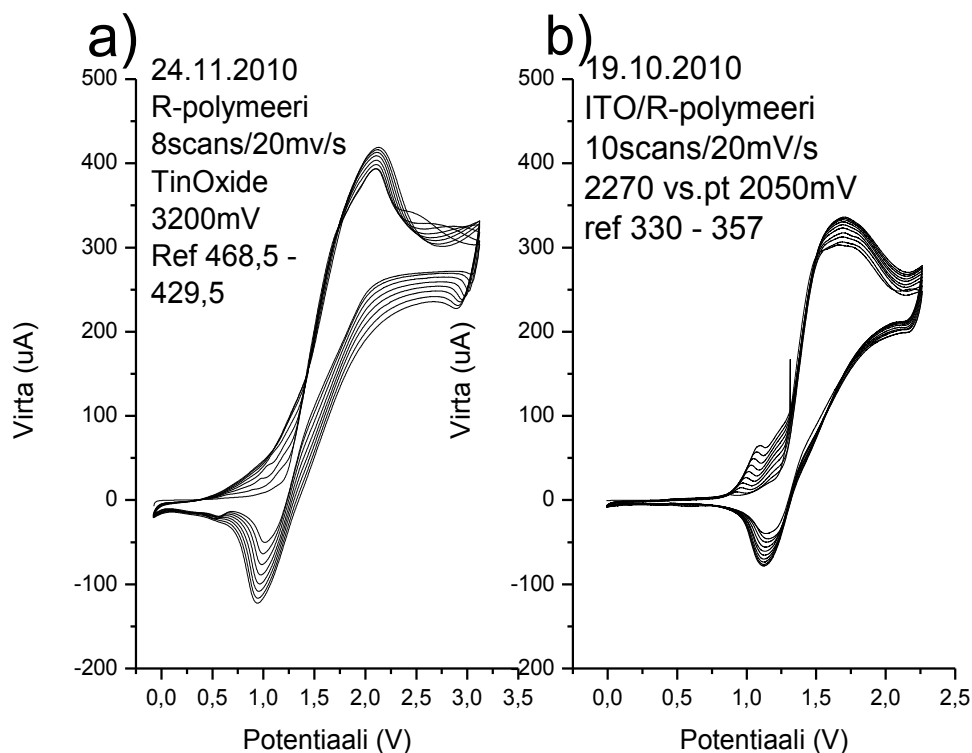 a)
24.11.2010
R-polymeeri
8scans/20mv/s
TinOxide
3200mV
Ref 468,5 -
429,5
500
400
300
200
100
0
-100
-200
Virta (uA)
0,0 0,5 1,0 1,5 2,0 2,5 3,0 3,5
Potentiaali (V)
b)
19.10.2010
ITO/R-polymeeri
10scans/20mV/s
2270 vs.pt 2050mV
ref 330 - 357
500
400
300
200
100
0
-100
-200
Virta (uA)
0,0 0,5 1,0 1,5 2,0 2,5
Potentiaali (V)